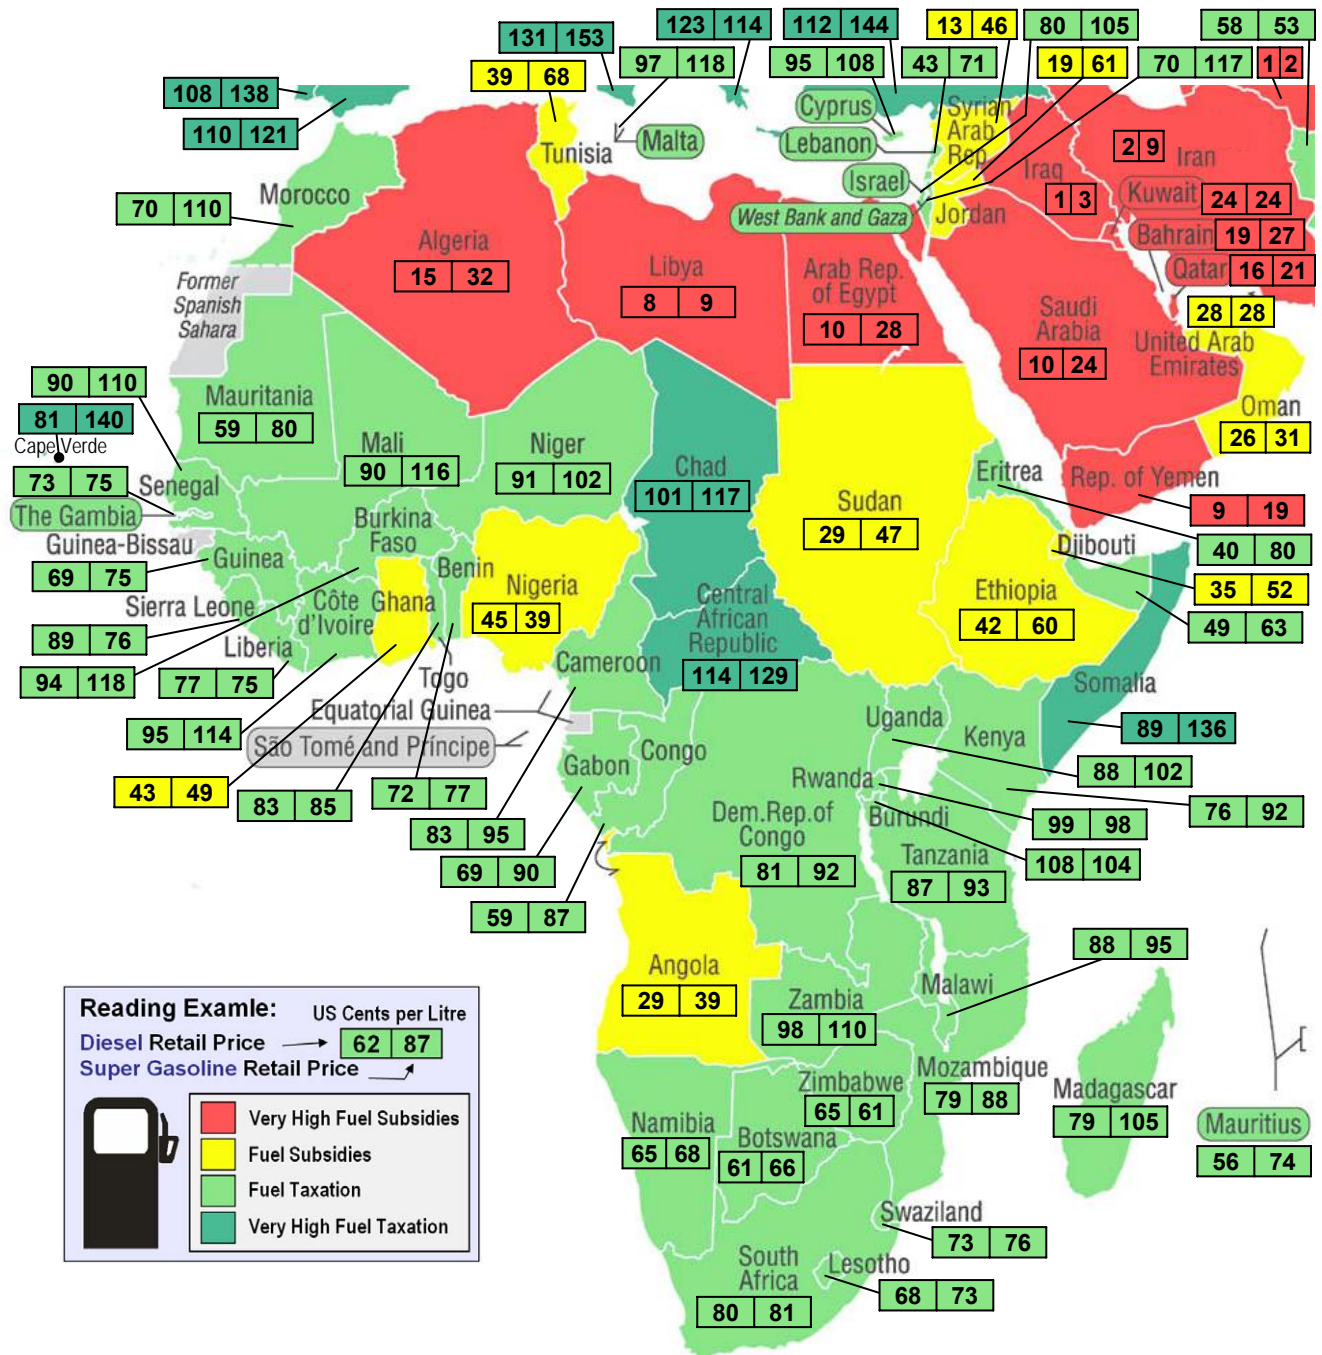 123 114
112 144
13 46
80 105
58 53
131 153
97 118
95 108
43 71
19 61
70 117
1 2
39 68
108 138
110 121
Cyprus
Syrian
Arab
Rep.
Malta
Lebanon
Tunisia
2 9
Iran
Israel
Iraq
1 3
Kuwait
24 24
Morocco
70 110
West Bank and Gaza
Jordan
Bahrain
19 27
Algeria
15 32
Libya
8 9
Arab Rep.
of Egypt
10 28
Qatar
16 21
Former
Spanish
Sahara
Saudi
Arabia
10 24
28 28
United Arab
Emirates
90 110
Mauritania
59 80
81 140
Cape Verde
Oman
26 31
Mali
90 116
Niger
91 102
Chad
101 117
73 75
Senegal
The Gambia
Eritrea
Rep. of Yemen
9 19
Sudan
29 47
Burkina
Faso
Guinea-Bissau
Guinea
69 75
Djibouti
40 80
Benin
Nigeria
45 39
Ethiopia
42 60
35 52
49 63
Sierra Leone
Côte
d'Ivoire
Ghana
Central
African
Republic
114 129
89 76
Liberia
94 118
77 75
Togo
Cameroon
Somalia
89 136
Equatorial Guinea
95 114
São Tomé and Príncipe
Uganda
Kenya
Gabon
Congo
88 102
43 49
83 85
72 77
Rwanda
76 92
83 95
Dem.Rep.of
Congo
81 92
Burundi
99 98
69 90
Tanzania
87 93
108 104
59 87
88 95
Angola
29 39
Zambia
98 110
Malawi
Reading Examle:
US Cents per Litre
Diesel Retail Price
62 87
Super Gasoline Retail Price
Zimbabwe
65 61
Mozambique
79 88
Madagascar
79 105
Very High Fuel Subsidies
Fuel Subsidies
Fuel Taxation
Very High Fuel Taxation
Namibia
65 68
Botswana
61 66
Mauritius
56 74
Swaziland
73 76
South
Africa
80 81
Lesotho
68 73